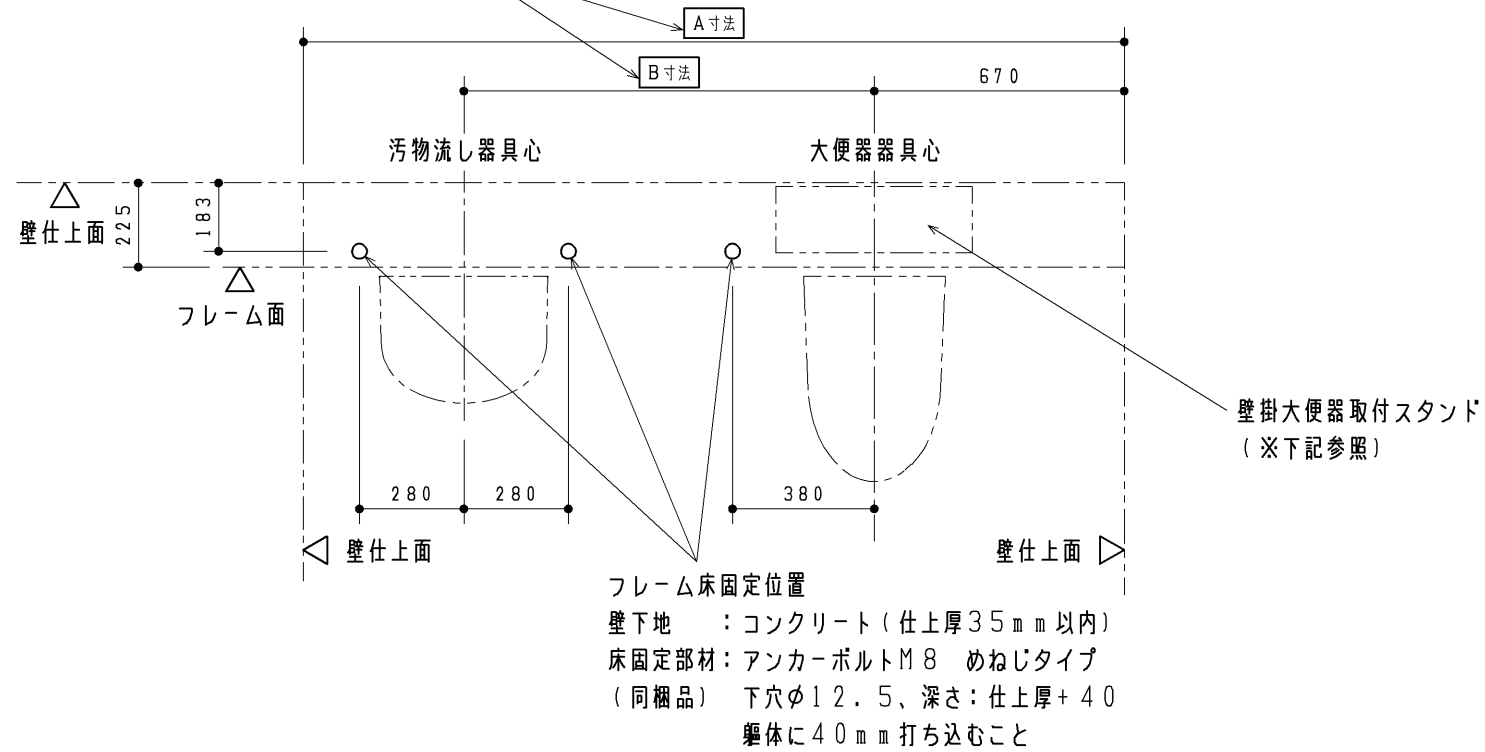 A寸法
B寸法
670
汚物流し器具心
大便器器具心
壁仕上面
225
183
フレーム面
壁掛大便器取付スタンド
(※下記参照)
280
280
380
壁仕上面
壁仕上面
フレーム床固定位置
壁下地 :コンクリート(仕上厚35mm以内)
床固定部材:アンカーボルトM8 めねじタイプ
(同梱品) 下穴φ12.5、深さ:仕上厚+40
躯体に40mm打ち込むこと